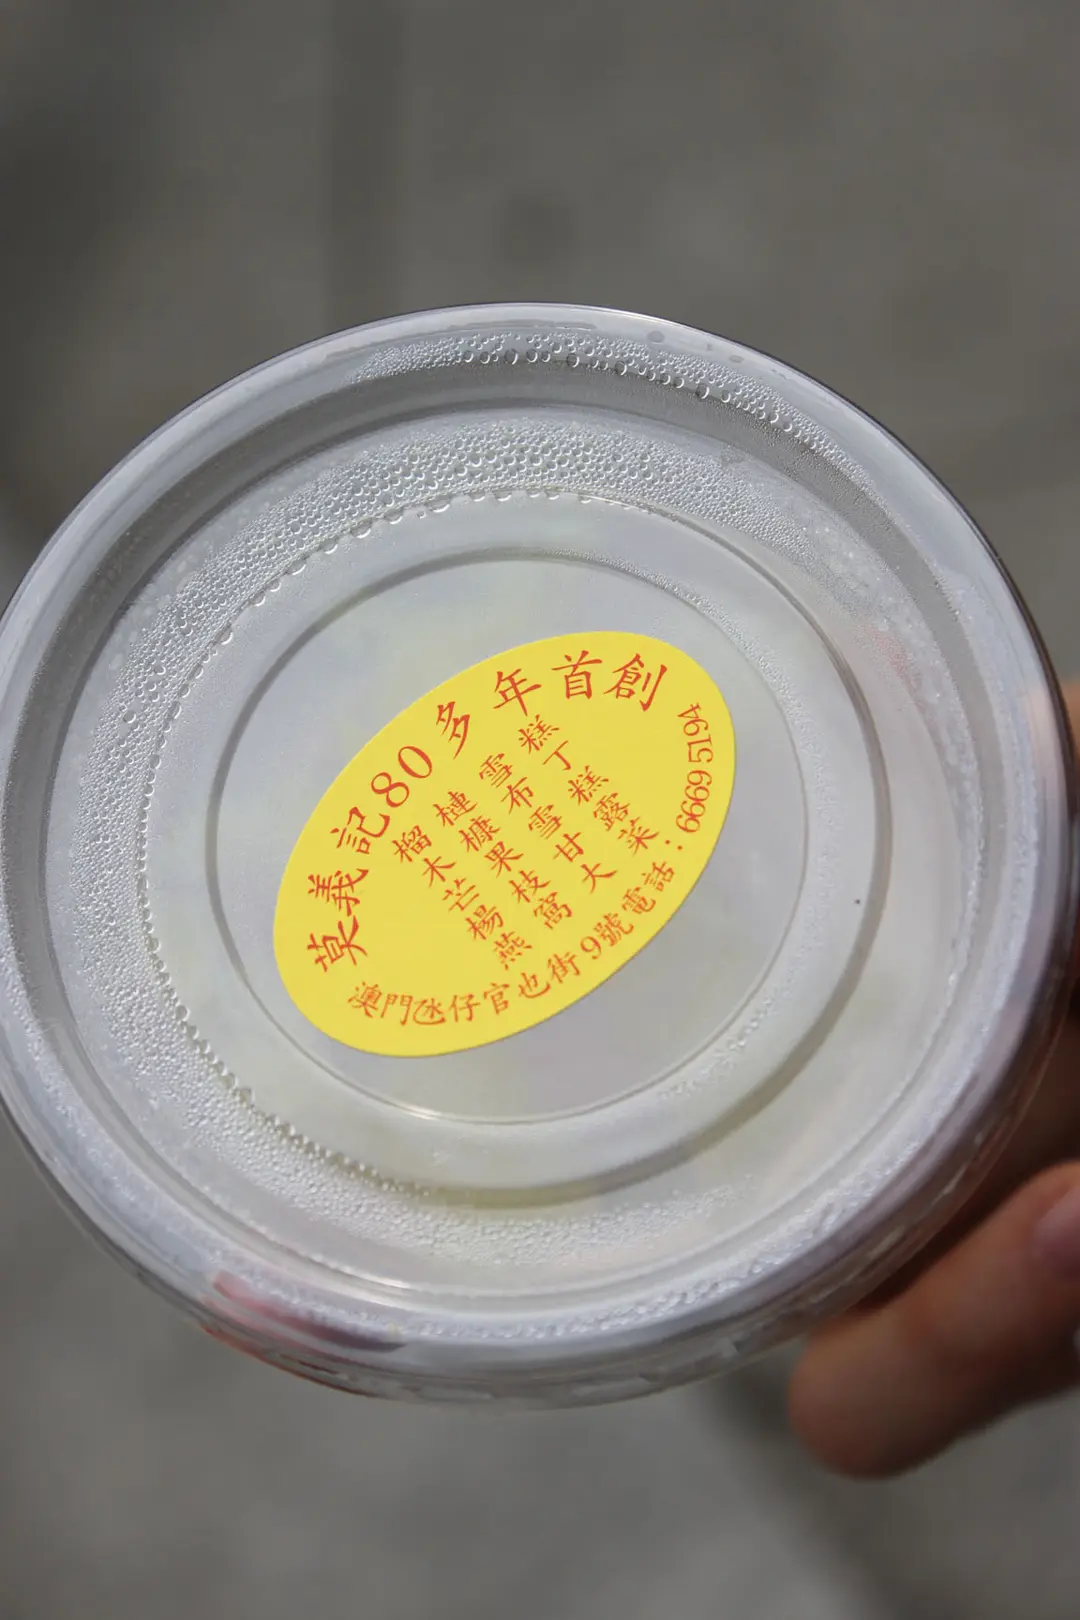 莫義記80多年首創
榴槤雪糕
木槺布丁
芒果雪糕
楊枝甘露
燕窩大菜
澳門氹仔官也街9號電話：6669 5194